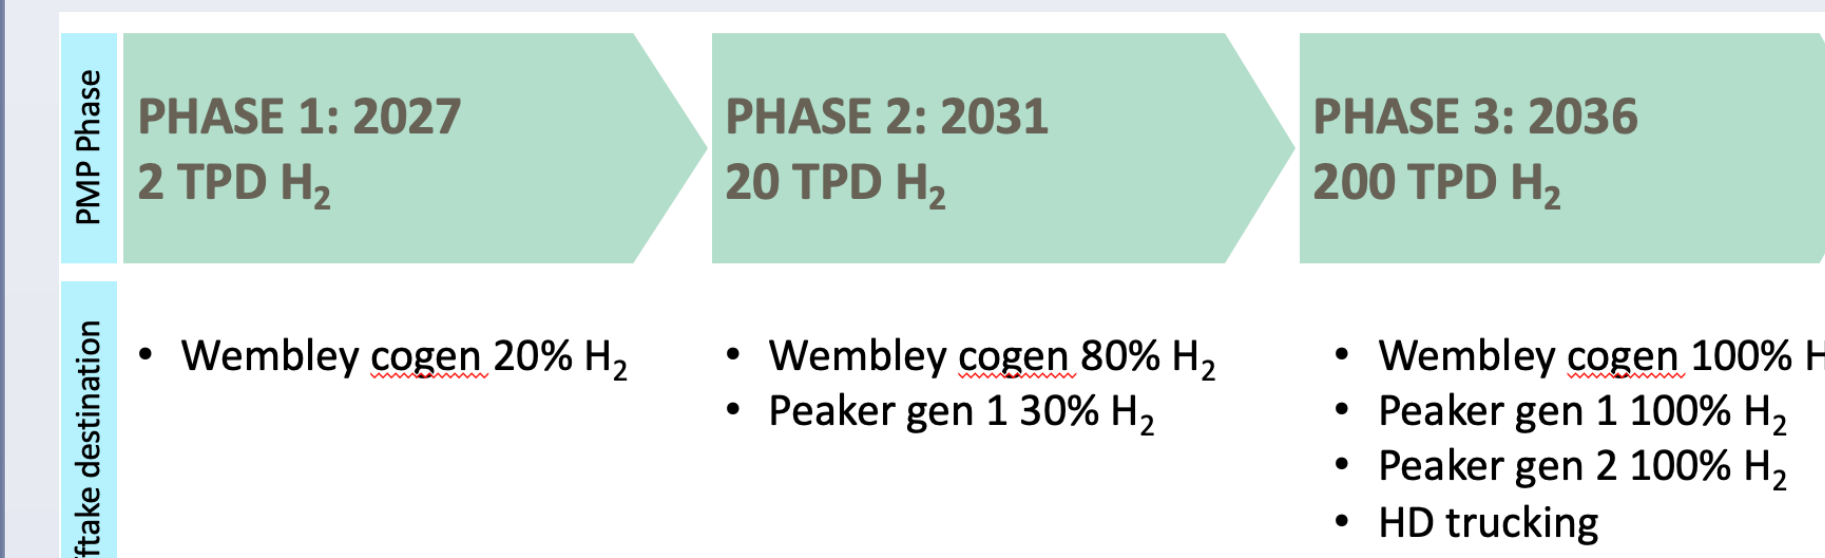 PMP Phase
PHASE 1: 2027
2 TPD H₂
PHASE 2: 2031
20 TPD H₂
PHASE 3: 2036
200 TPD H₂
destination
• Wembley cogen 20% H₂
• Wembley cogen 80% H₂
• Peaker gen 1 30% H₂
• Wembley cogen 100% H
• Peaker gen 1 100% H₂
• Peaker gen 2 100% H₂
• HD trucking